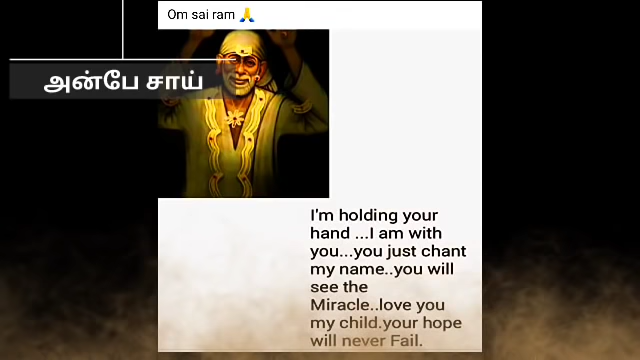 Om sai ram 🙏
அன்பே சாய்
I'm holding your
hand ...I am with
you...you just chant
my name..you will
see the
Miracle..love you
my child.your hope
will never Fail.